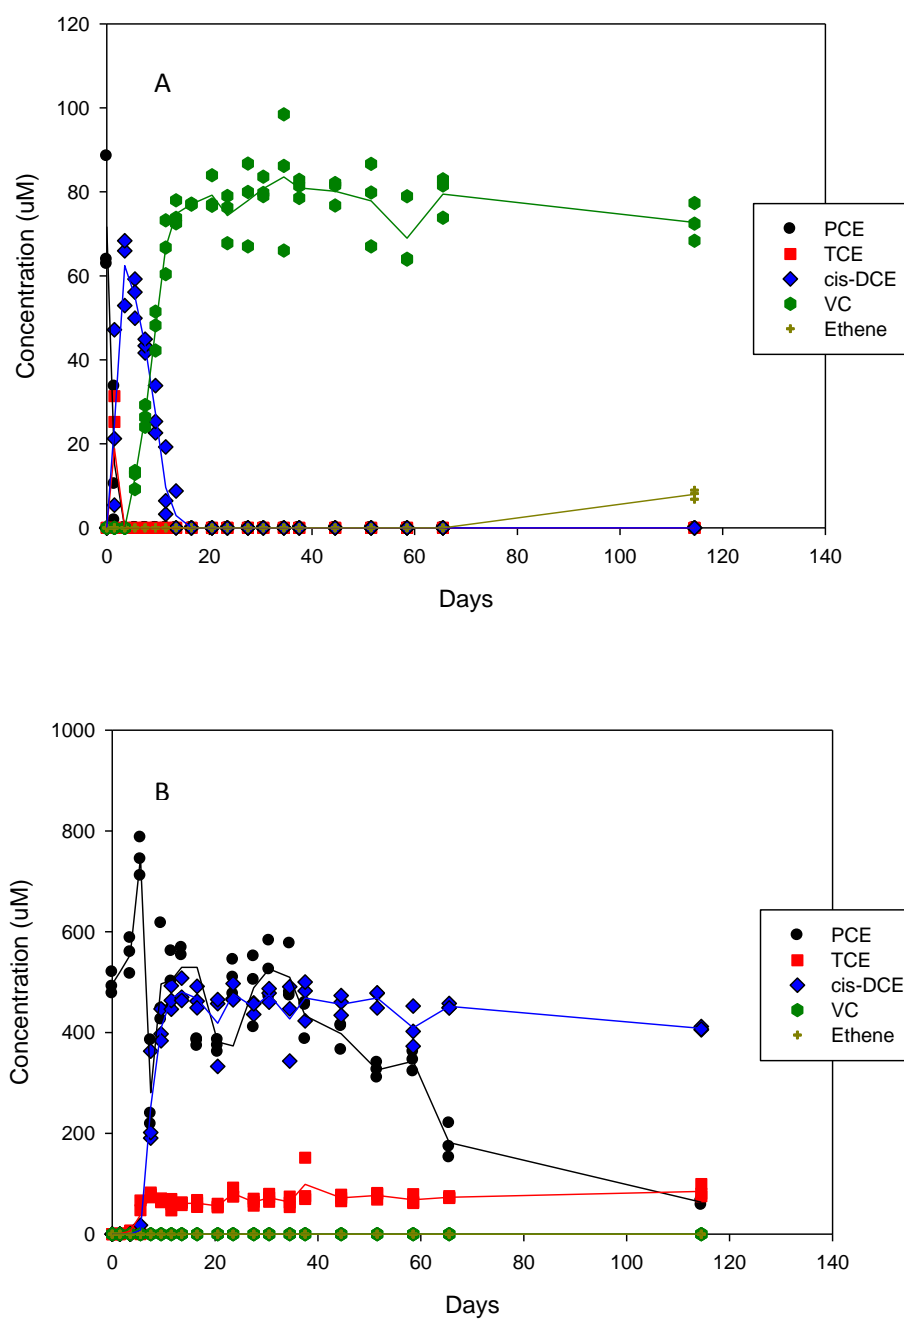 A
Concentration (uM)
120
100
80
60
40
20
0
0 20 40 60 80 100 120 140
Days
PCE
TCE
cis-DCE
VC
Ethene
B
Concentration (uM)
1000
800
600
400
200
0
0 20 40 60 80 100 120 140
Days
PCE
TCE
cis-DCE
VC
Ethene